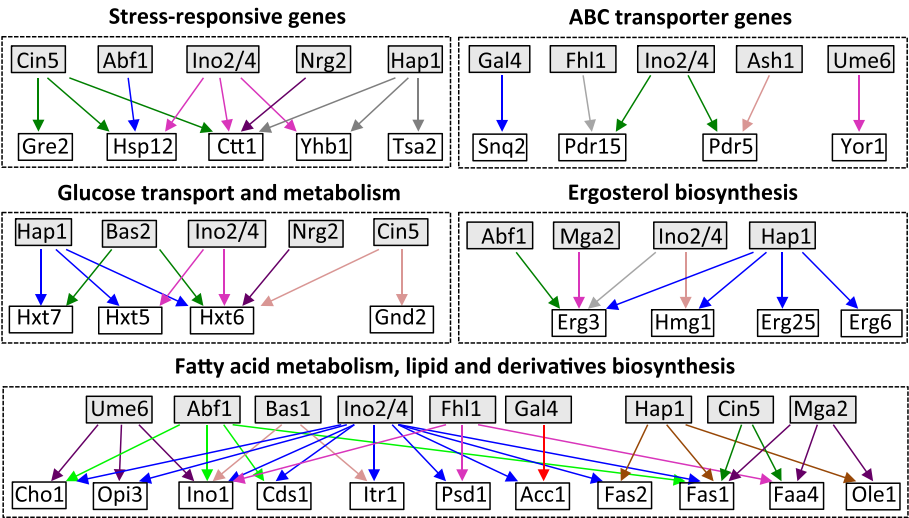 Stress-responsive genes
Cin5 Abf1 Ino2/4 Nrg2 Hap1
Gre2 Hsp12 Ctt1 Yhb1 Tsa2
ABC transporter genes
Gal4 Fhl1 Ino2/4 Ash1 Ume6
Snq2 Pdr15 Pdr5 Yor1
Glucose transport and metabolism
Hap1 Bas2 Ino2/4 Nrg2 Cin5
Hxt7 Hxt5 Hxt6 Gnd2
Ergosterol biosynthesis
Abf1 Mga2 Ino2/4 Hap1
Erg3 Hmg1 Erg25 Erg6
Fatty acid metabolism, lipid and derivatives biosynthesis
Ume6 Abf1 Bas1 Ino2/4 Fhl1 Gal4 Hap1 Cin5 Mga2
Cho1 Opi3 Ino1 Cds1 Itr1 Psd1 Acc1 Fas2 Fas1 Faa4 Ole1